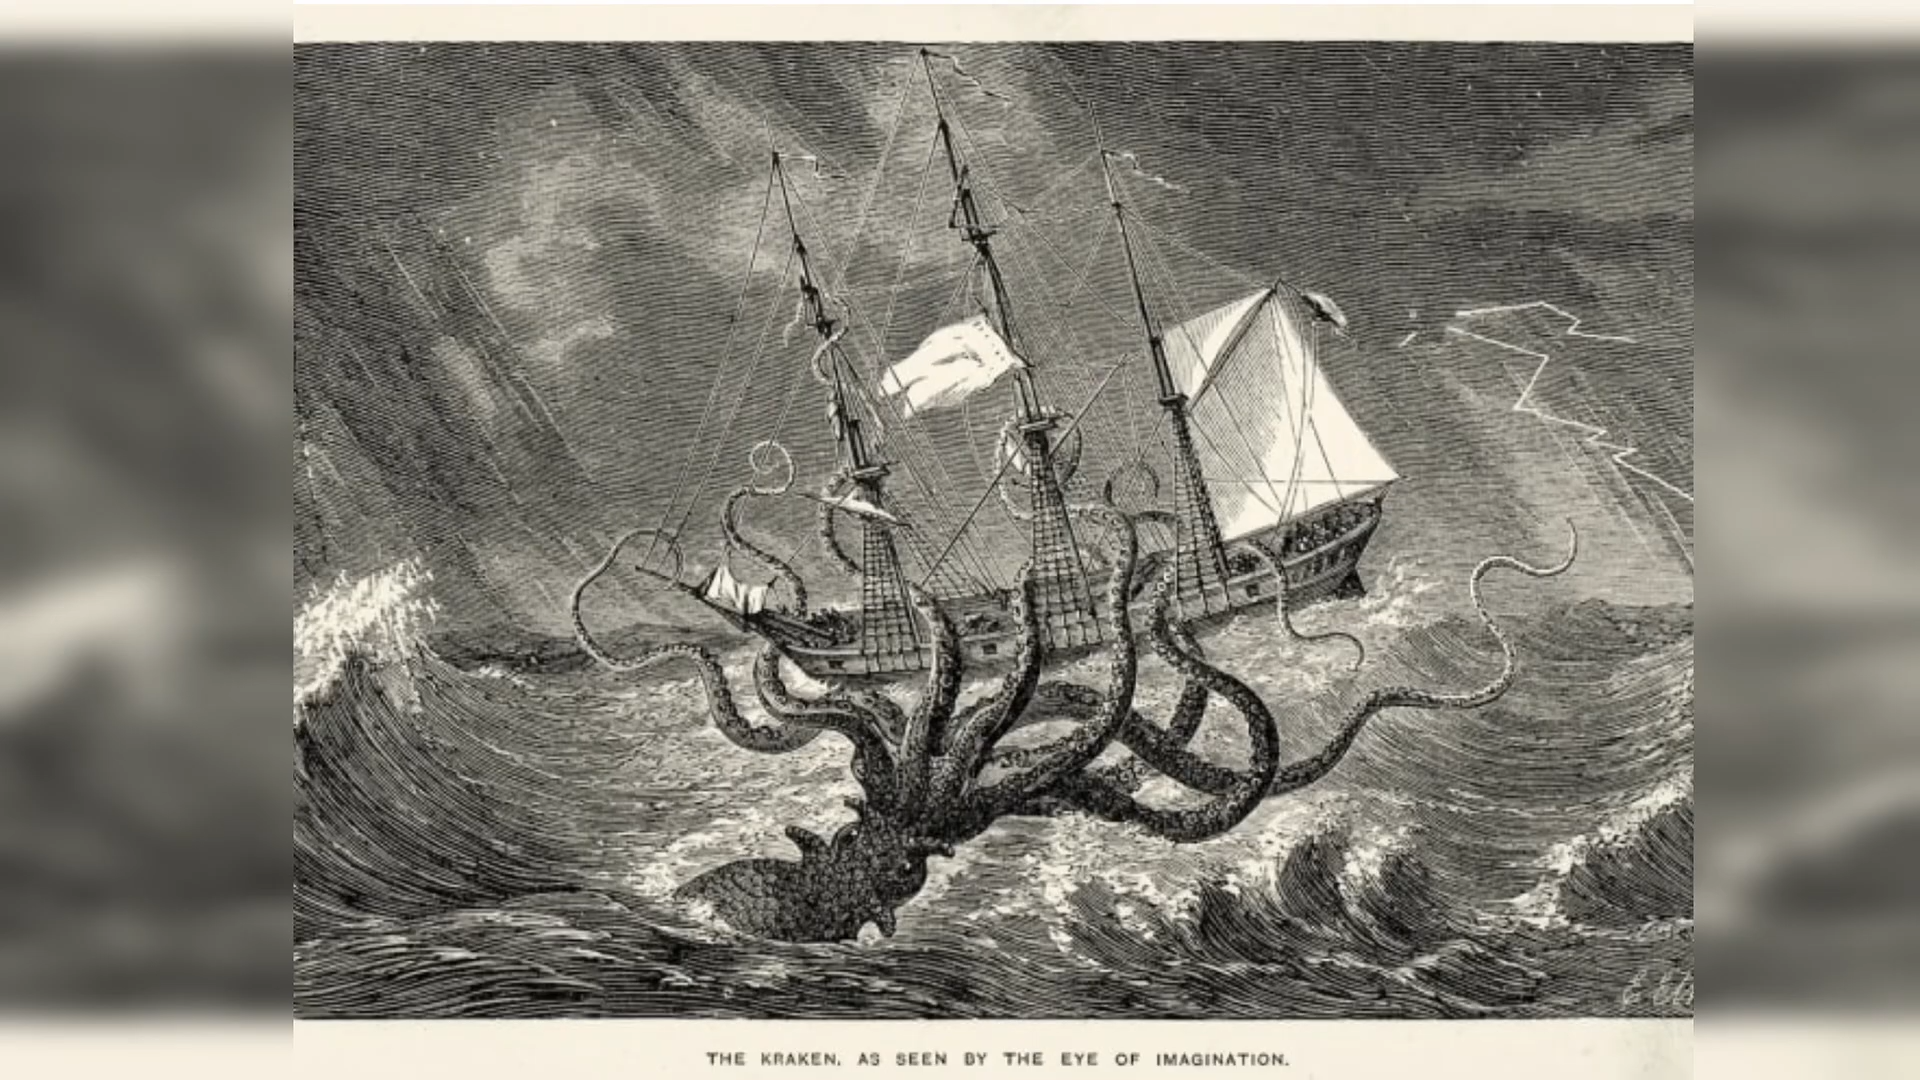 THE KRAKEN, AS SEEN BY THE EYE OF IMAGINATION.